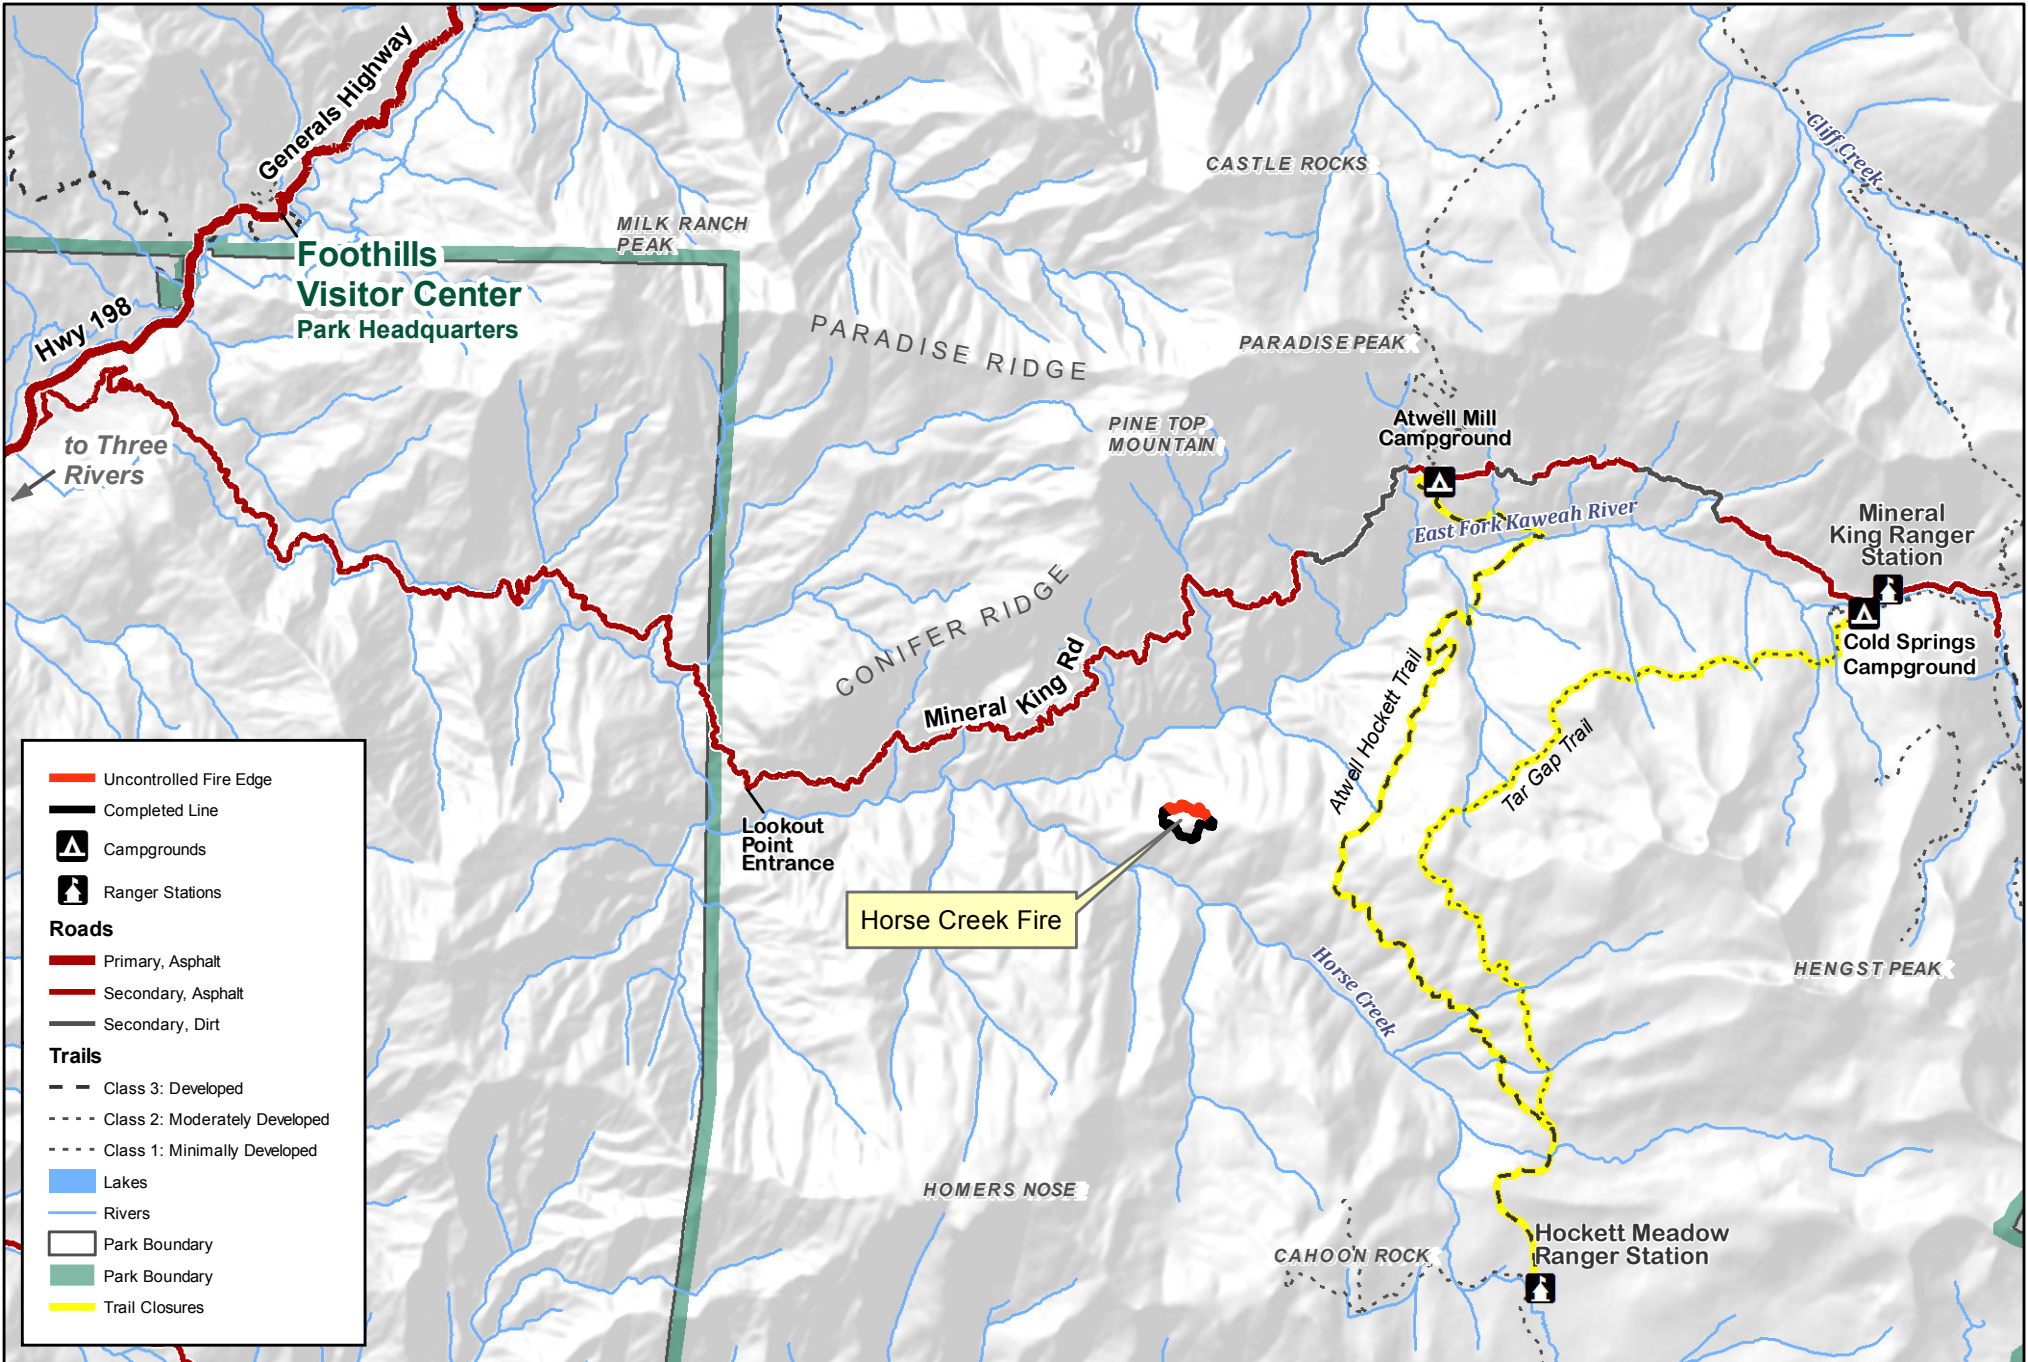 Generals Highway
CASTLE ROCKS
Cliff Creek
MILK RANCH
PEAK
Foothills
Visitor Center
Park Headquarters
Hwy 198
PARADISE RIDGE
PARADISE PEAK
to Three
Rivers
PINE TOP
MOUNTAIN
Atwell Mill
Campground
East Fork Kaweah River
Mineral
King Ranger
Station
CONIFER RIDGE
Mineral King Rd
Cold Springs
Campground
Atwell Hockett Trail
Tar Gap Trail
Lookout
Point
Entrance
Horse Creek Fire
Horse Creek
HENGST PEAK
HOMERS NOSE
CAHOON ROCK
Hockett Meadow
Ranger Station
Uncontrolled Fire Edge
Completed Line
Campgrounds
Ranger Stations
Roads
Primary, Asphalt
Secondary, Asphalt
Secondary, Dirt
Trails
Class 3: Developed
Class 2: Moderately Developed
Class 1: Minimally Developed
Lakes
Rivers
Park Boundary
Park Boundary
Trail Closures